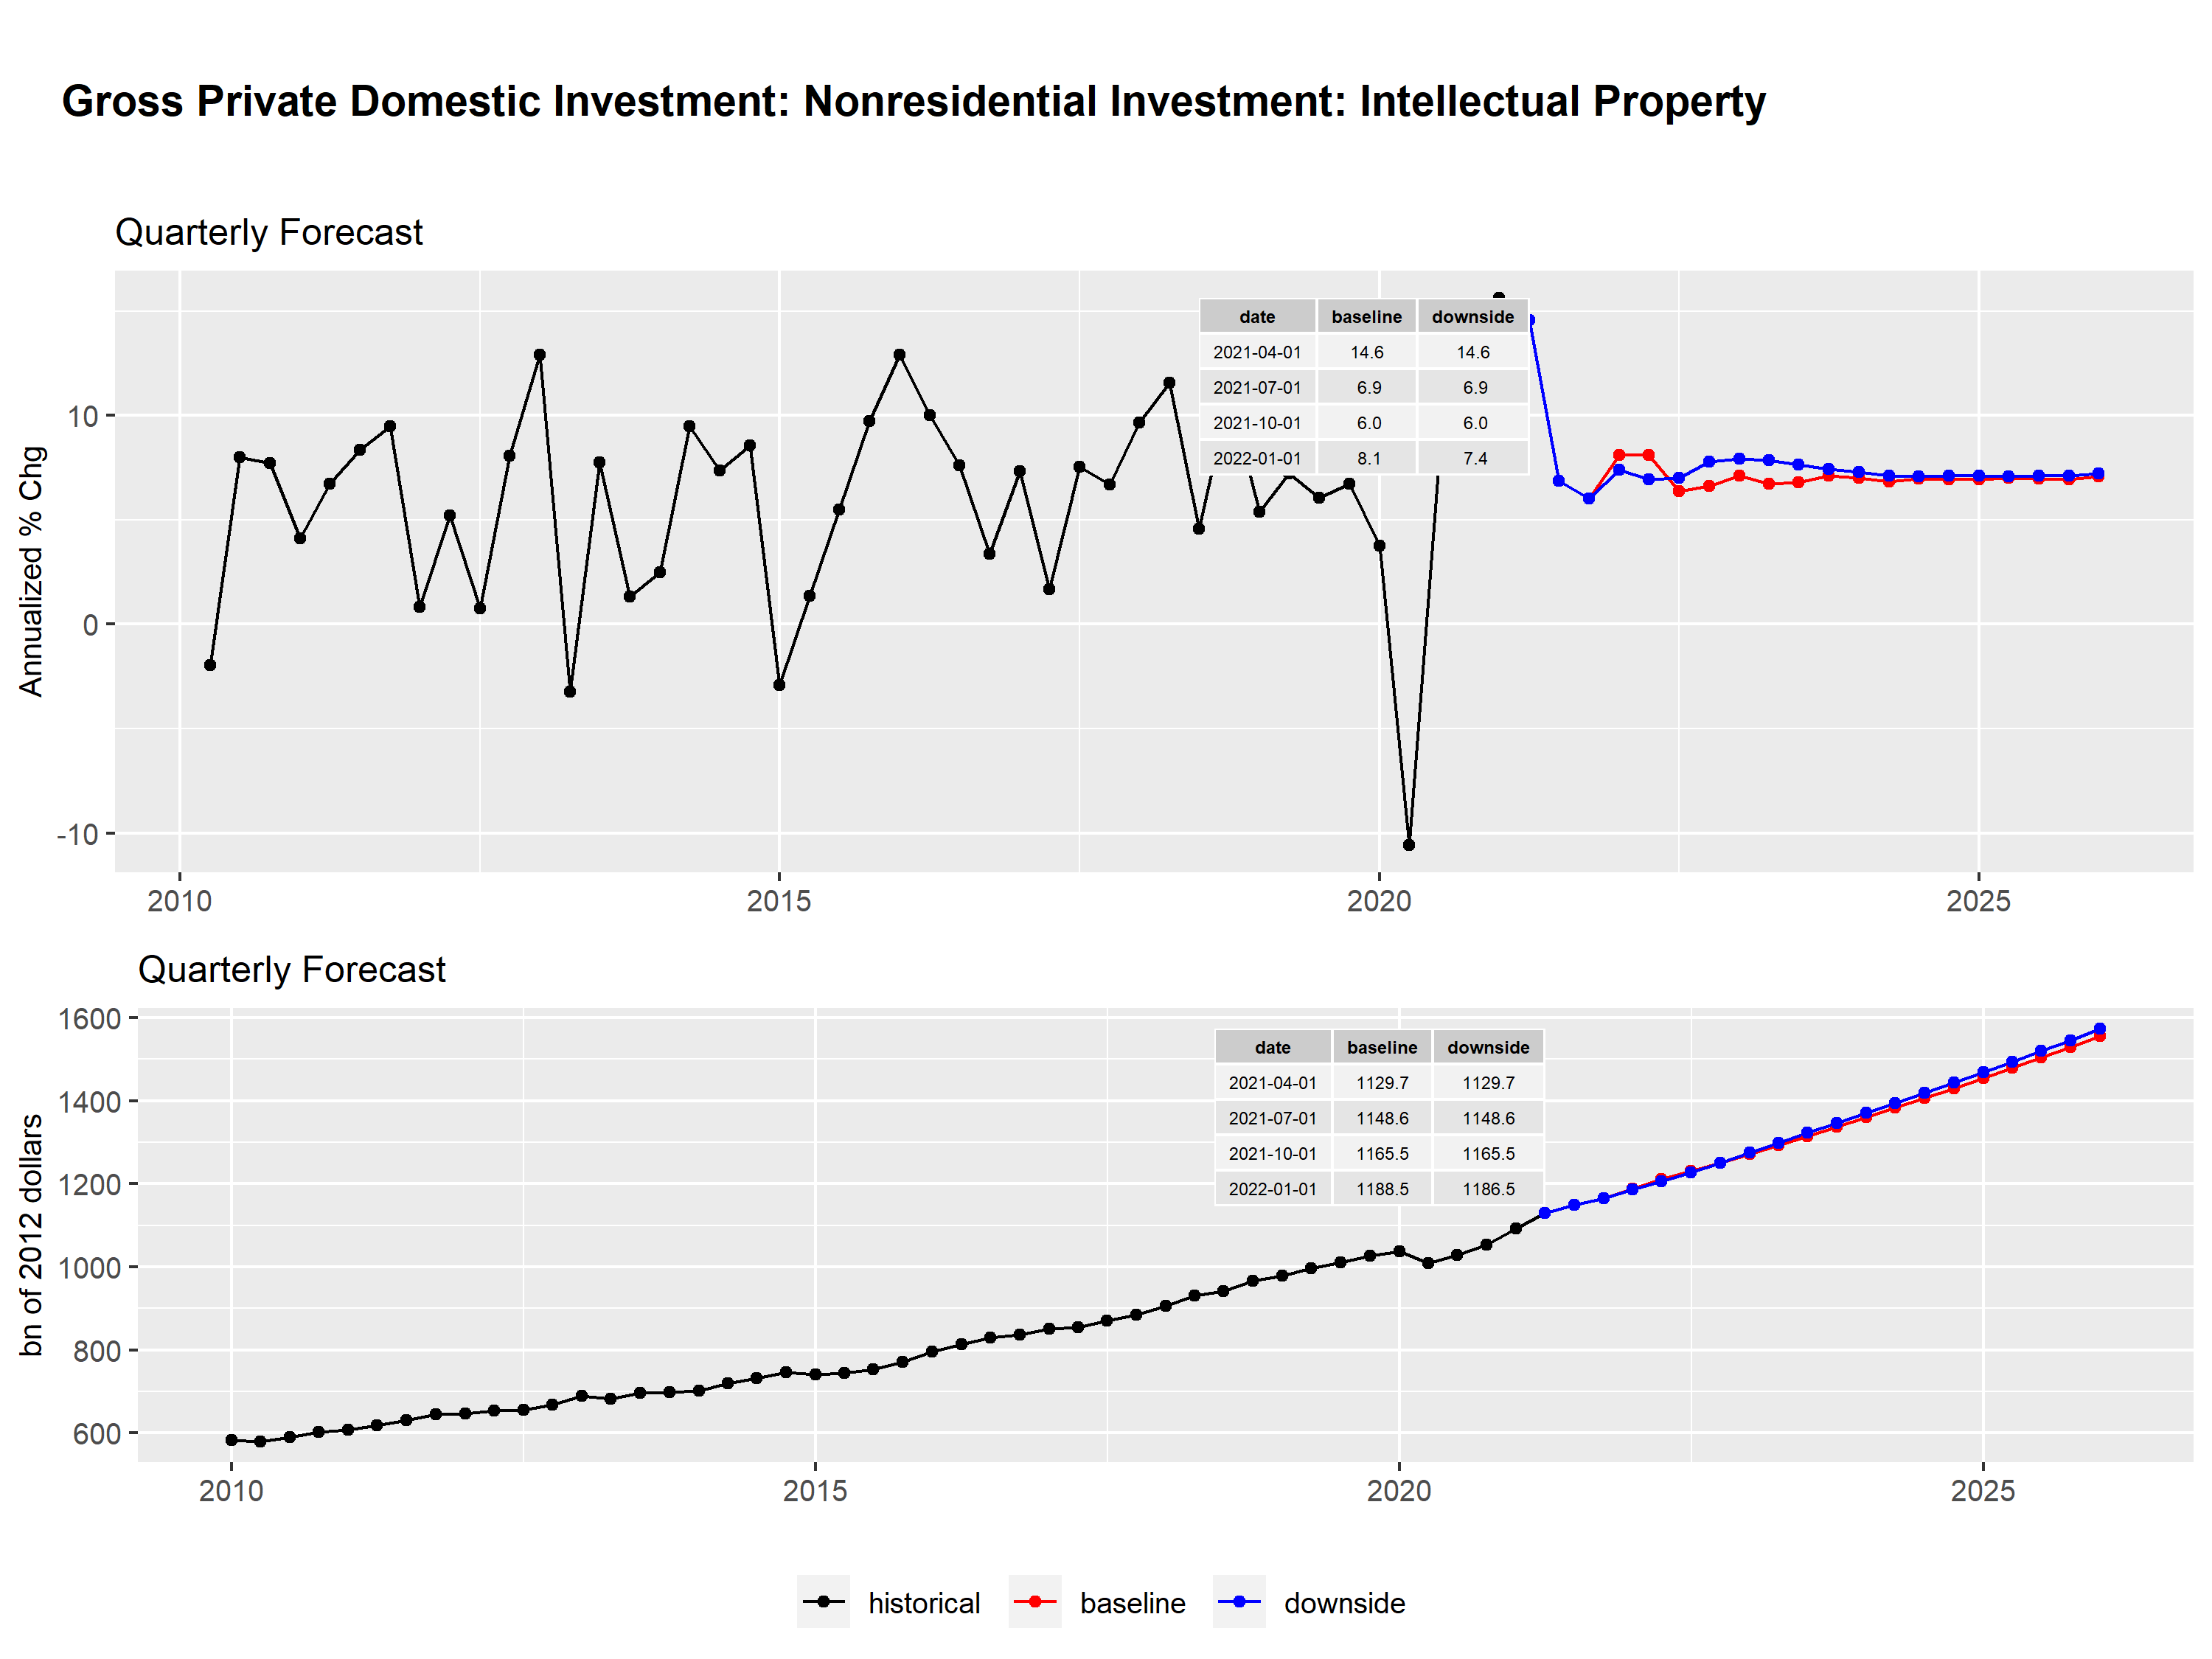 Gross Private Domestic Investment: Nonresidential Investment: Intellectual Property
Quarterly Forecast
Annualized % Chg
10
0
-10
date baseline downside
2021-04-01 14.6 14.6
2021-07-01 6.9 6.9
2021-10-01 6.0 6.0
2022-01-01 8.1 7.4
2010 2015 2020 2025
Quarterly Forecast
bn of 2012 dollars
1600
1400
1200
1000
800
600
date baseline downside
2021-04-01 1129.7 1129.7
2021-07-01 1148.6 1148.6
2021-10-01 1165.5 1165.5
2022-01-01 1188.5 1186.5
2010 2015 2020 2025
historical baseline downside